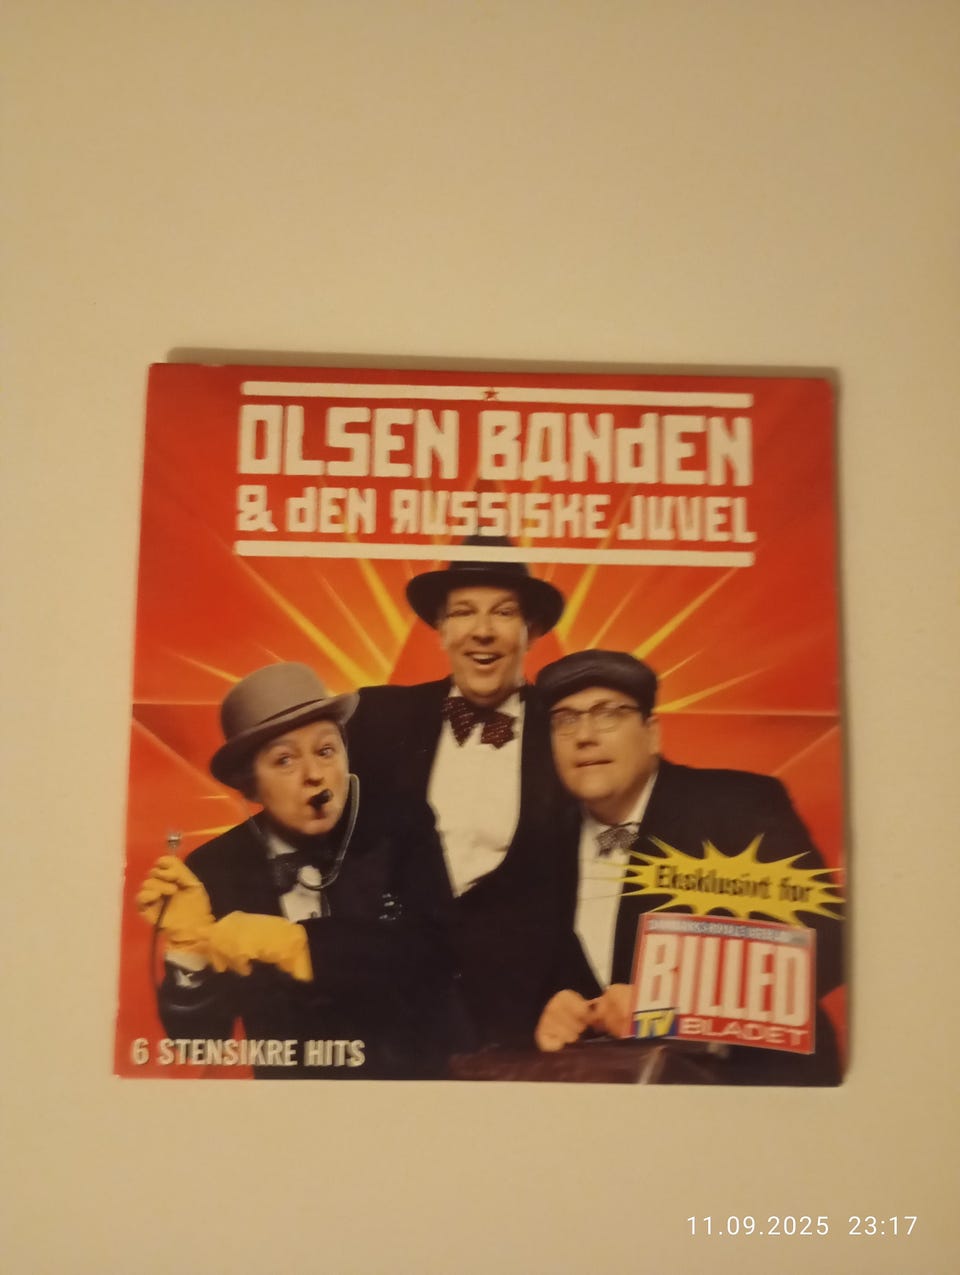 OLSEN BANDEN
& dEN RUSSISKE JUVEL
Eksklusivt for
BILLED
TV BLADET
6 STENSIKRE HITS
11.09.2025 23:17